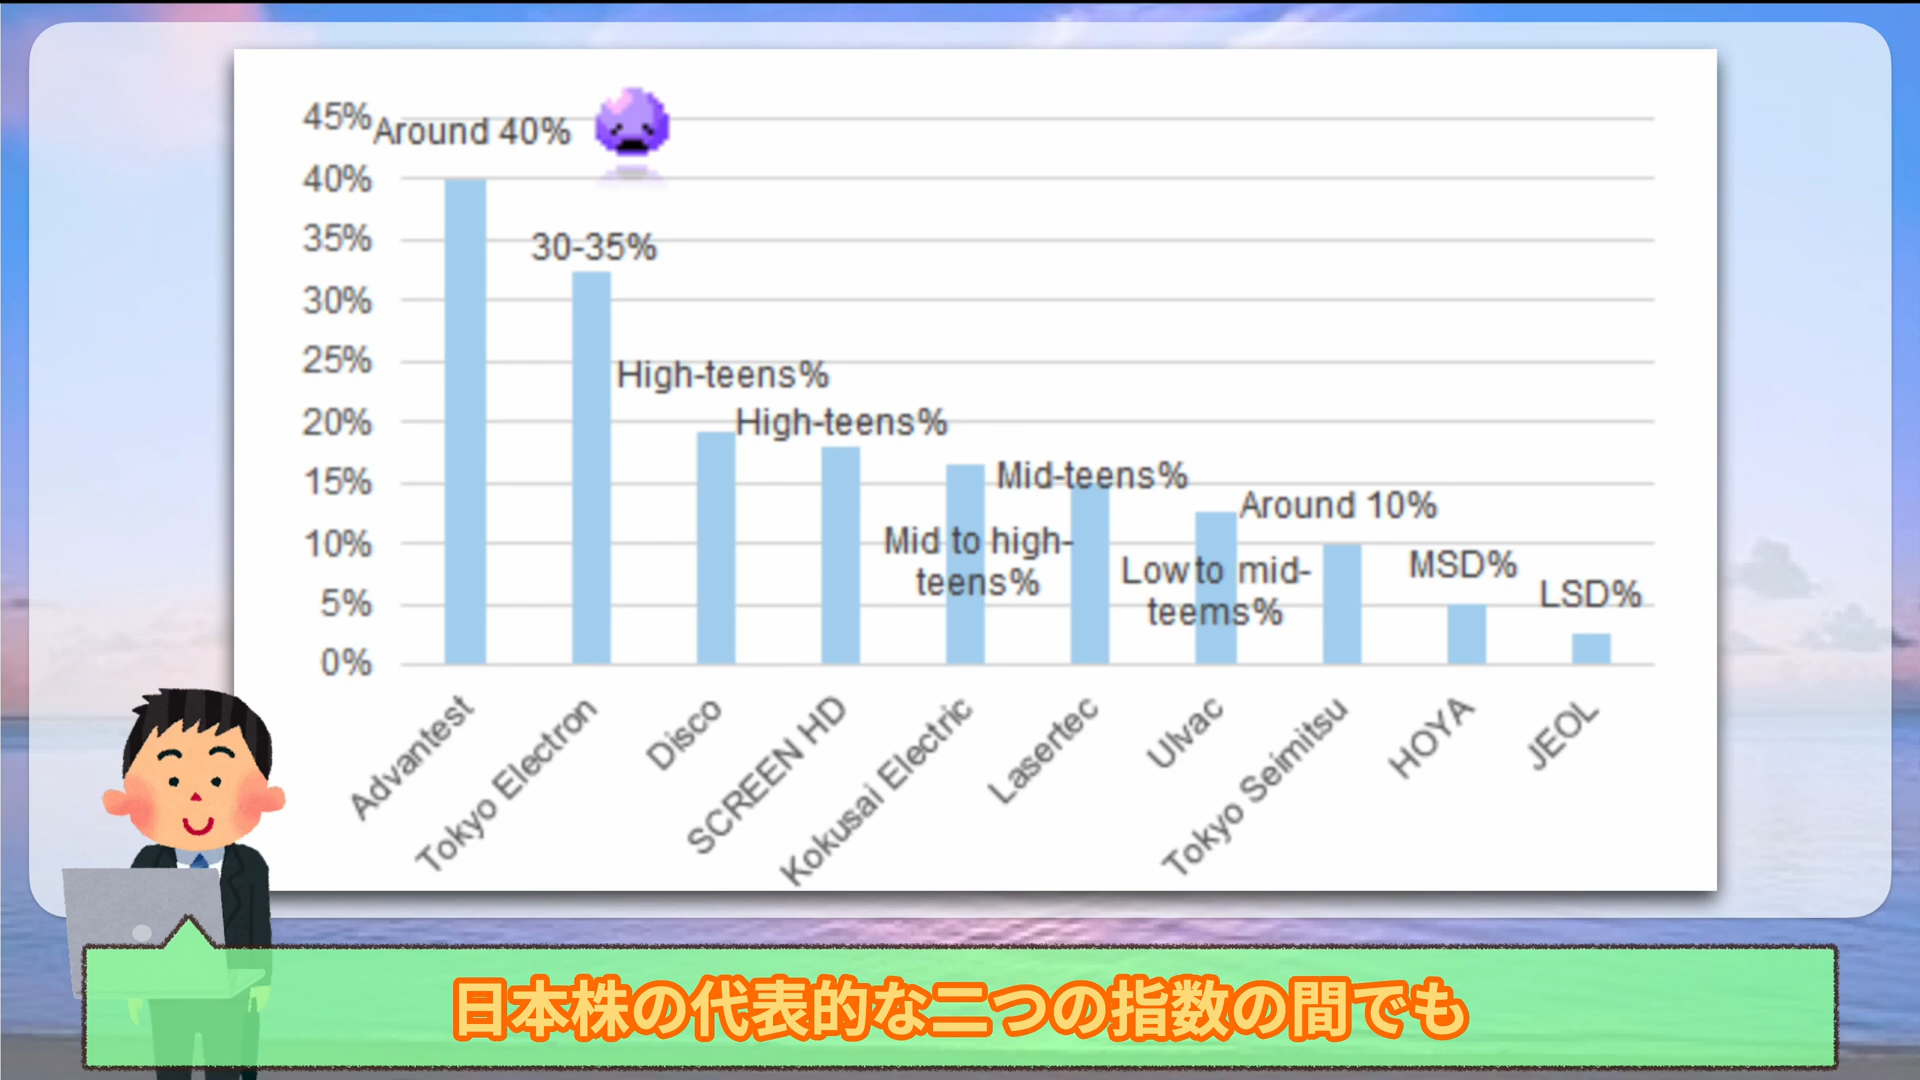 45%
Around 40%
40%
35%
30-35%
30%
25%
High-teens%
20%
High-teens%
15%
Mid-teens%
Around 10%
10%
Mid to high-
teens%
Low to mid-
teems%
MSD%
LSD%
5%
0%
Advantest
Tokyo Electron
Disco
SCREEN HD
Kokusai Electric
Lasertec
Ulvac
Tokyo Seimitsu
HOYA
JEOL
日本株の代表的な二つの指数の間でも